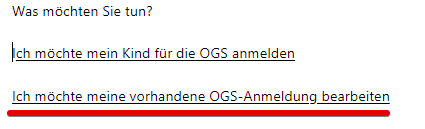 Was möchten Sie tun?
Ich möchte mein Kind für die OGS anmelden
Ich möchte meine vorhandene OGS-Anmeldung bearbeiten